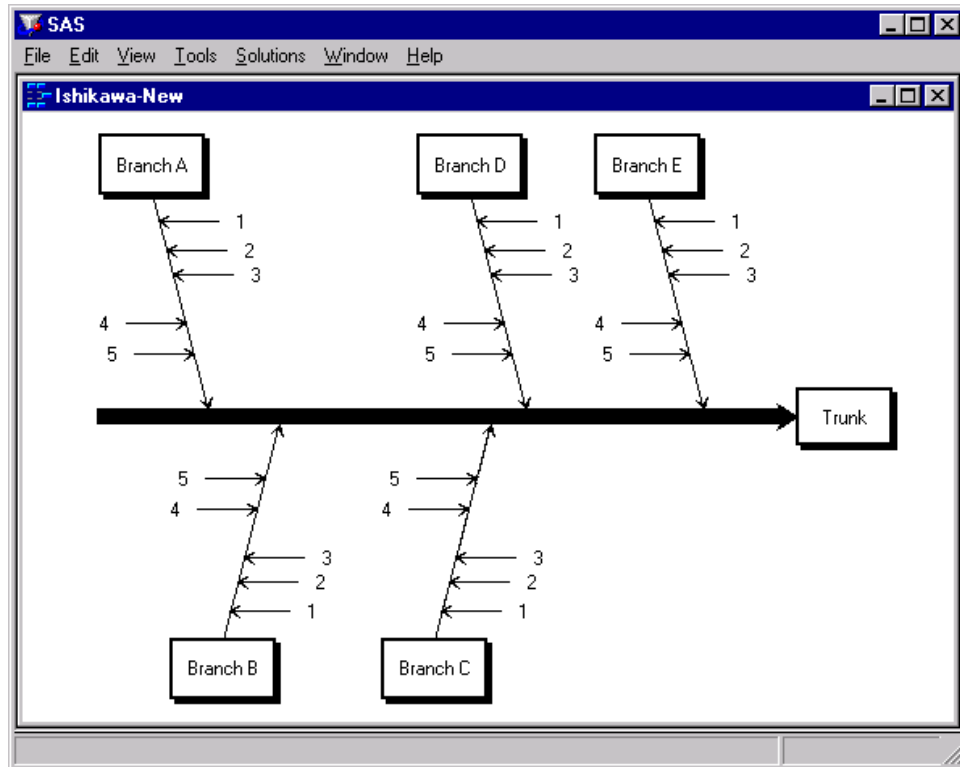 SAS
File Edit View Tools Solutions Window Help
Ishikawa-New
Branch A Branch D Branch E
1 1 1
2 2 2
3 3 3
4 4 4
5 5 5
Trunk
5 5
4 4
3 3
2 2
1 1
Branch B Branch C